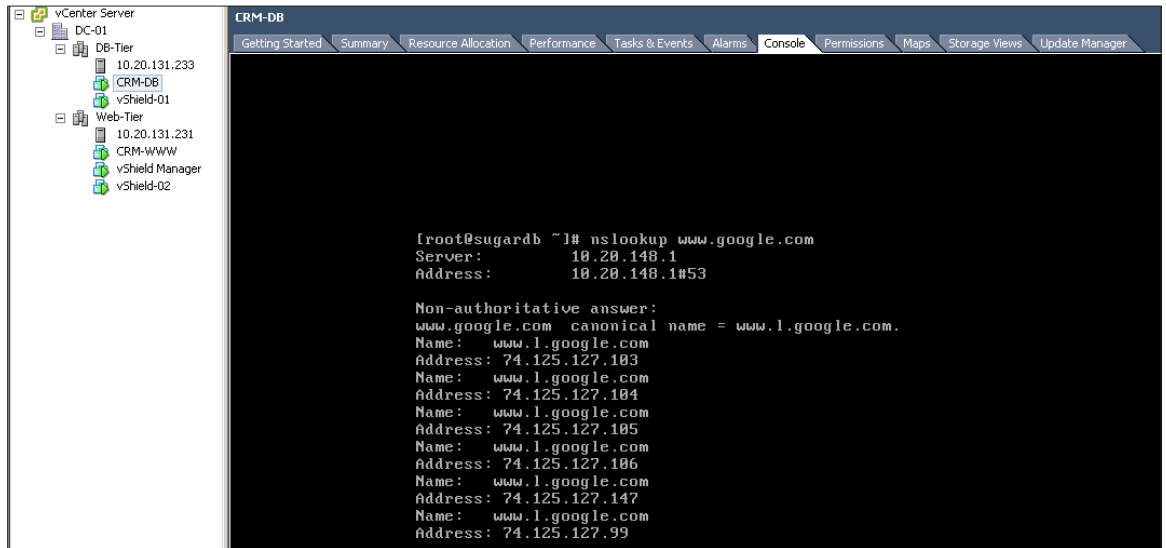 vCenter Server
DC-01
DB-Tier
10.20.131.233
CRM-DB
vShield-01
Web-Tier
10.20.131.231
CRM-WWW
vShield Manager
vShield-02
CRM-DB
Getting Started Summary Resource Allocation Performance Tasks & Events Alarms Console Permissions Maps Storage Views Update Manager
[root@sugardb ~]# nslookup www.google.com
Server: 10.20.148.1
Address: 10.20.148.1#53
Non-authoritative answer:
www.google.com canonical name = www.l.google.com.
Name: www.l.google.com
Address: 74.125.127.103
Name: www.l.google.com
Address: 74.125.127.104
Name: www.l.google.com
Address: 74.125.127.105
Name: www.l.google.com
Address: 74.125.127.106
Name: www.l.google.com
Address: 74.125.127.147
Name: www.l.google.com
Address: 74.125.127.99